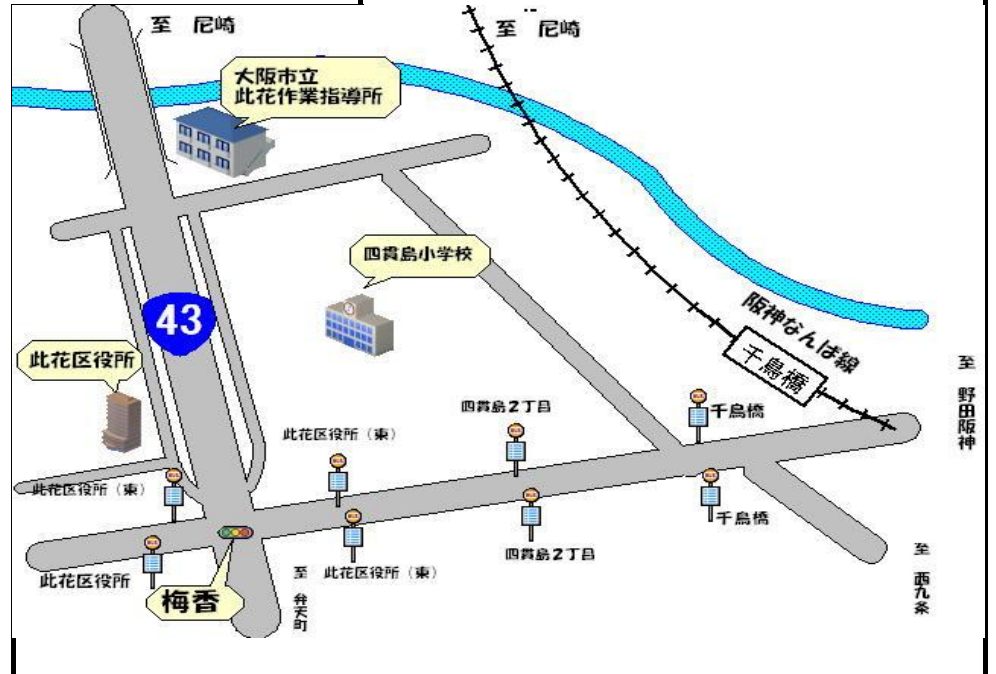 至 尼崎
至 尼崎
大阪市立
此花作業指導所
四貫島小学校
43
阪神なんば線
千鳥橋
此花区役所
至 野田阪神
千鳥橋
四貫島2丁目
此花区役所(東)
此花区役所(東)
千鳥橋
四貫島2丁目
此花区役所(東)
此花区役所
梅香
至 弁天町
至 西九条